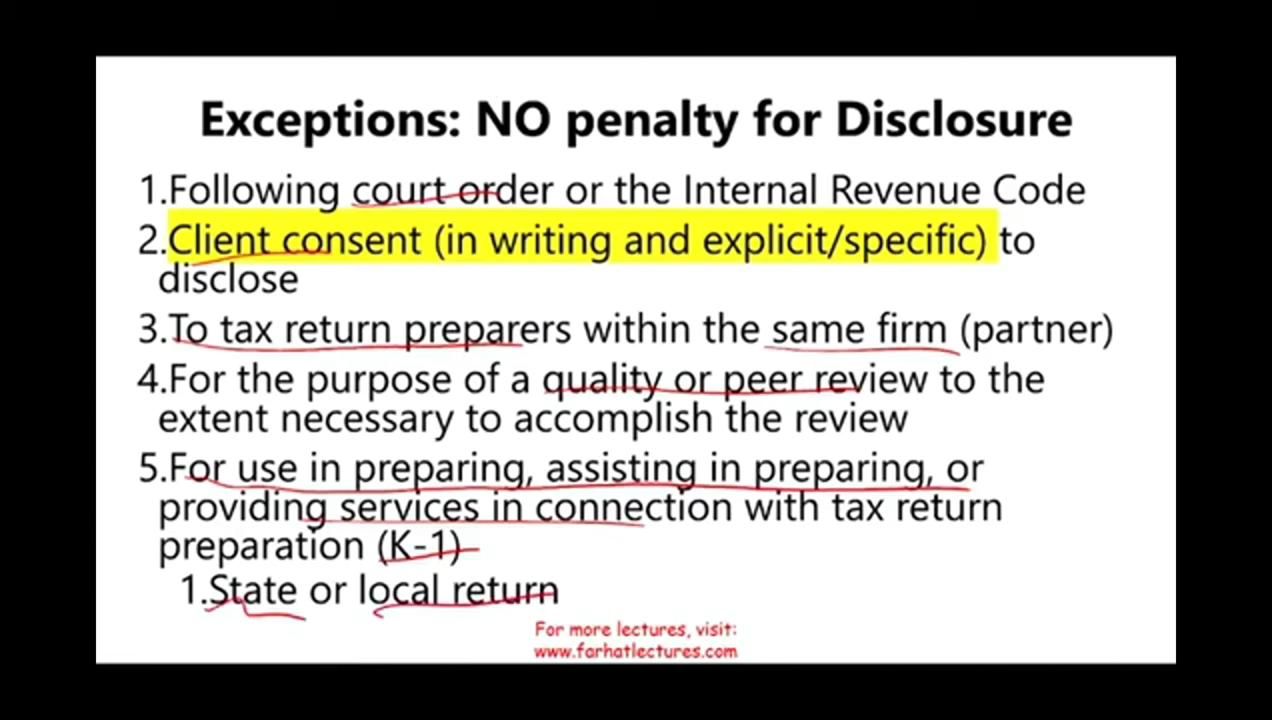 Exceptions: NO penalty for Disclosure
1.Following court order or the Internal Revenue Code
2.Client consent (in writing and explicit/specific) to
disclose
3.To tax return preparers within the same firm (partner)
4.For the purpose of a quality or peer review to the
extent necessary to accomplish the review
5.For use in preparing, assisting in preparing, or
providing services in connection with tax return
preparation (K-1)
1.State or local return
For more lectures, visit:
www.farhatlectures.com